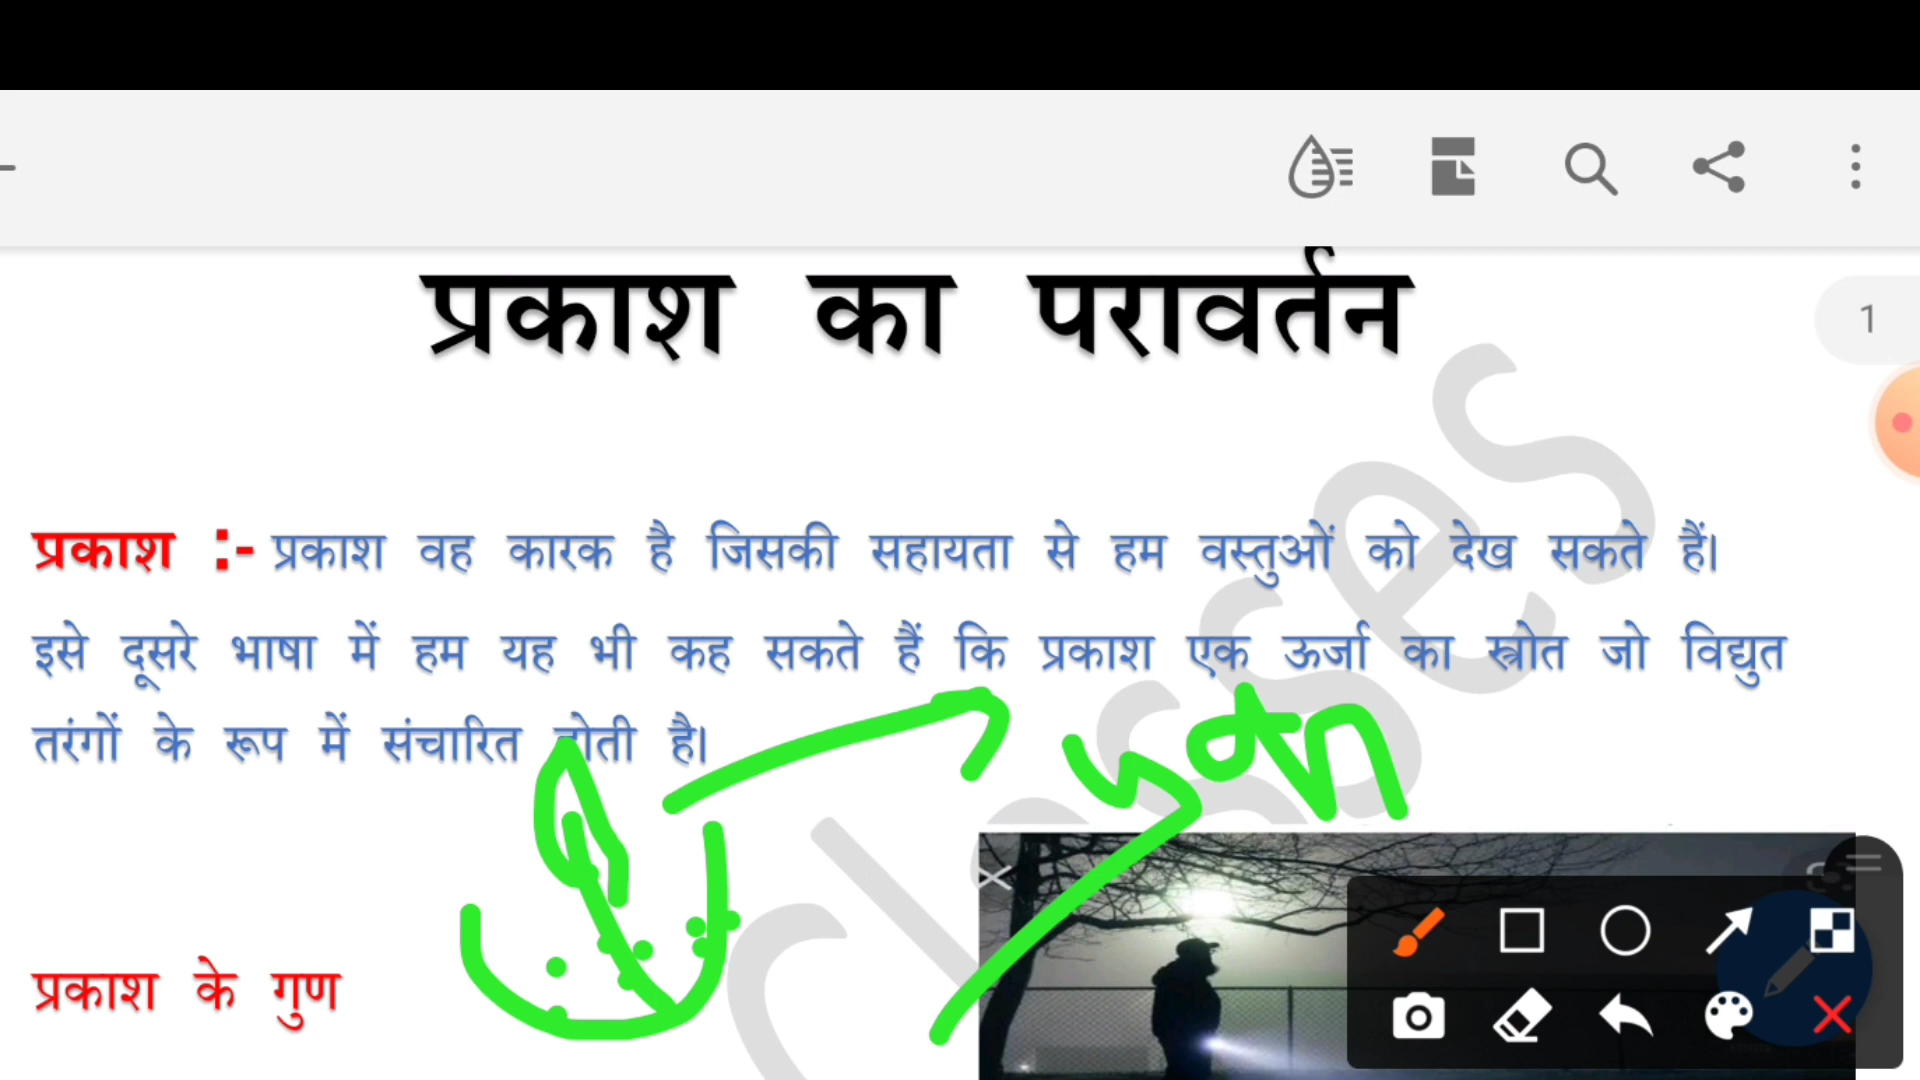 1
प्रकाश का परावर्तन
प्रकाश :- प्रकाश वह कारक है जिसकी सहायता से हम वस्तुओं को देख सकते हैं।
इसे दूसरे भाषा में हम यह भी कह सकते हैं कि प्रकाश एक ऊर्जा का स्त्रोत जो विद्युत
तरंगों के रूप में संचारित होती है।
प्रकाश के गुण
Classes